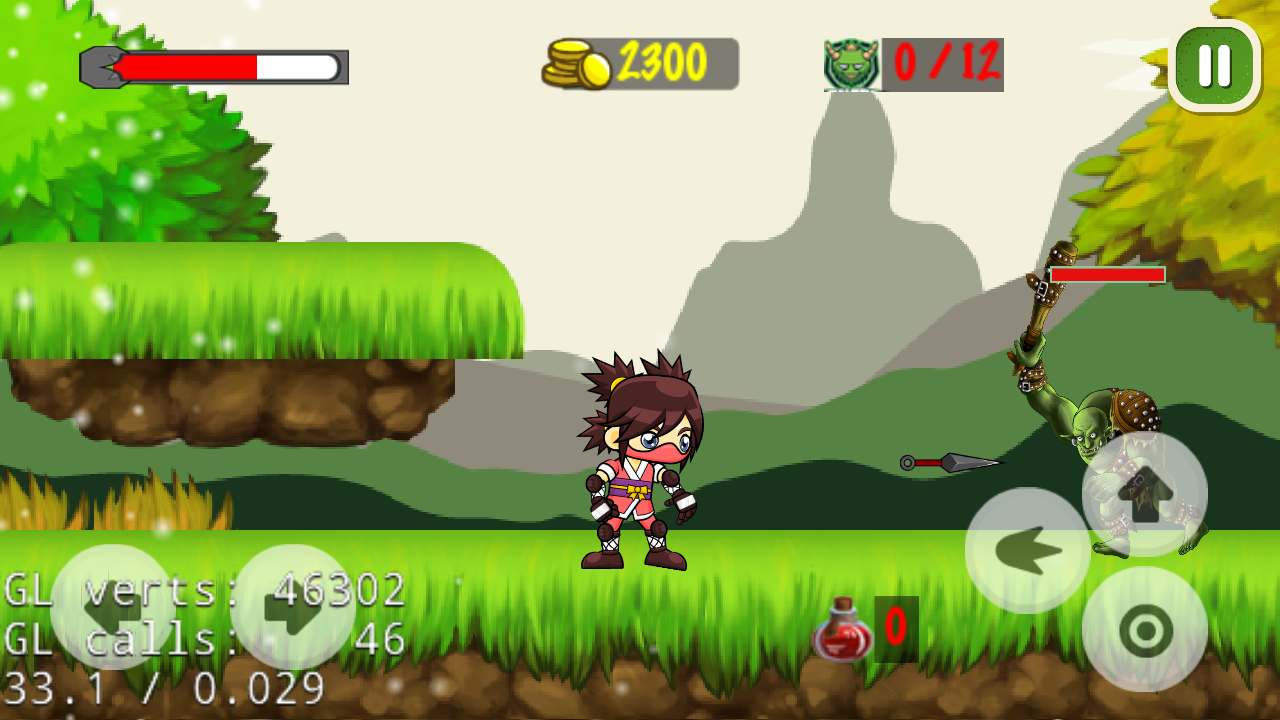 2300
0 / 12
GL verts: 46302
GL calls: 46
33.1 / 0.029
0